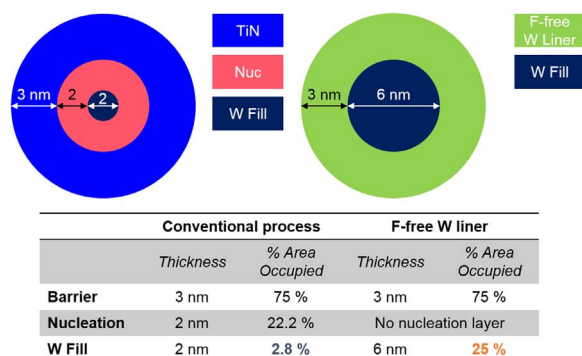 TiN
Nuc
W Fill
3 nm
2
2
F-free
W Liner
W Fill
3 nm
6 nm
Conventional process F-free W liner
Thickness % Area Occupied Thickness % Area Occupied
Barrier 3 nm 75 % 3 nm 75 %
Nucleation 2 nm 22.2 % No nucleation layer
W Fill 2 nm 2.8 % 6 nm 25 %